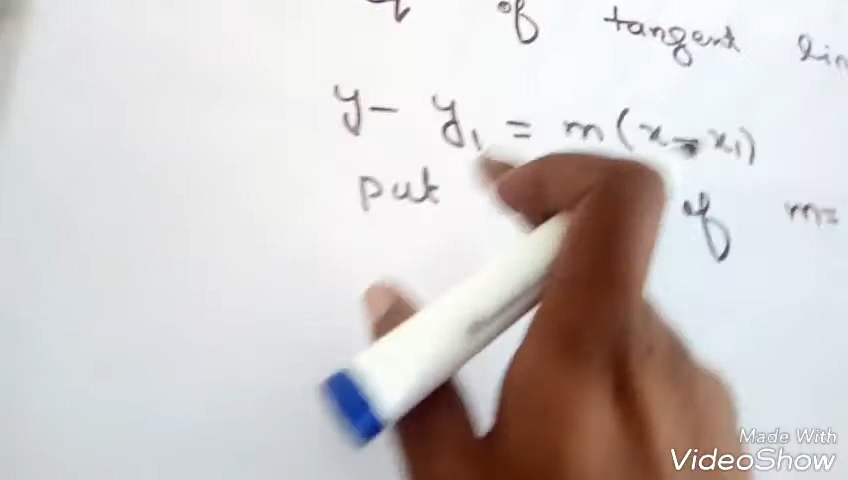 of tangent
y - y₁ = m(x - x₁)
put of m=
Made With
VideoShow